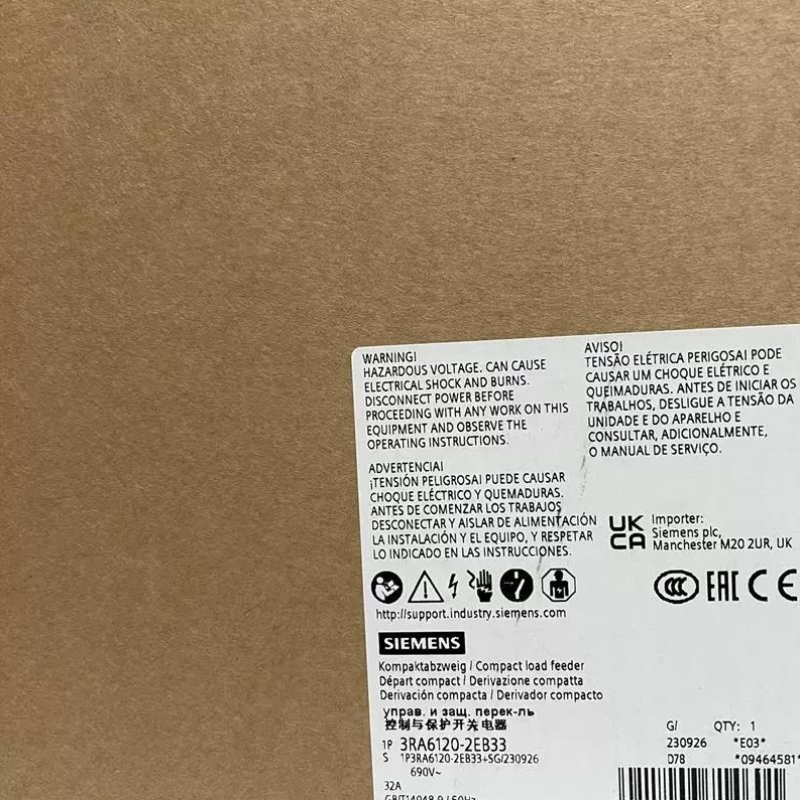 WARNING!
HAZARDOUS VOLTAGE. CAN CAUSE
ELECTRICAL SHOCK AND BURNS.
DISCONNECT POWER BEFORE
PROCEEDING WITH ANY WORK ON THIS
EQUIPMENT AND OBSERVE THE
OPERATING INSTRUCTIONS.
AVISO!
TENSÃO ELÉTRICA PERIGOSA! PODE
CAUSAR UM CHOQUE ELÉTRICO E
QUEIMADURAS. ANTES DE INICIAR OS
TRABALHOS, DESLIGUE A TENSÃO DA
UNIDADE E DO APARELHO E
CONSULTAR, ADICIONALMENTE,
O MANUAL DE SERVIÇO.
ADVERTENCIA!
¡TENSIÓN PELIGROSA! PUEDE CAUSAR
CHOQUE ELÉCTRICO Y QUEMADURAS.
ANTES DE COMENZAR LOS TRABAJOS
DESCONECTAR Y AISLAR DE ALIMENTACIÓN
LA INSTALACIÓN Y EL EQUIPO, Y RESPETAR
LO INDICADO EN LAS INSTRUCCIONES.
UK
CA
Importer:
Siemens plc,
Manchester M20 2UR, UK
CCC EAC CE
http://support.industry.siemens.com
SIEMENS
Kompaktabzweig / Compact load feeder
Départ compact / Derivazione compatta
Derivación compacta / Derivador compacto
управ. и защ. перек-ль
控制与保护开关电器
1P 3RA6120-2EB33
S 1P3RA6120-2EB33+SG/230926
690V~
32A
GB/T14048.9 / 50Hz
G/ QTY: 1
230926 *E03*
D78 *09464581*